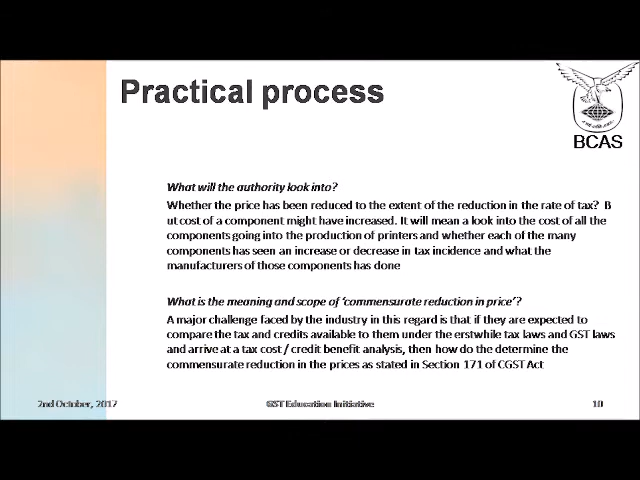 Practical process
BCAS
What will the authority look into?
Whether the price has been reduced to the extent of the reduction in the rate of tax? B
ut cost of a component might have increased. It will mean a look into the cost of all the
components going into the production of printers and whether each of the many
components has seen an increase or decrease in tax incidence and what the
manufacturers of those components has done
What is the meaning and scope of 'commensurate reduction in price'?
A major challenge faced by the industry in this regard is that if they are expected to
compare the tax and credits available to them under the erstwhile tax laws and GST laws
and arrive at a tax cost / credit benefit analysis, then how do the determine the
commensurate reduction in the prices as stated in Section 171 of CGST Act
2nd October, 2017
GST Education Initiative
10